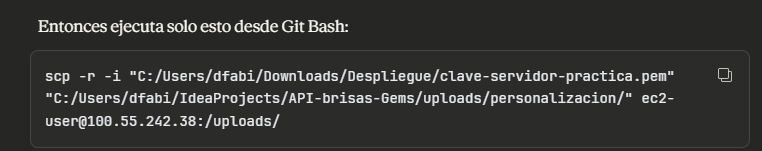 Entonces ejecuta solo esto desde Git Bash:
scp -r -i "C:/Users/dfabi/Downloads/Despliegue/clave-servidor-practica.pem"
"C:/Users/dfabi/IdeaProjects/API-brisas-Gems/uploads/personalizacion/" ec2-
user@100.55.242.38:/uploads/